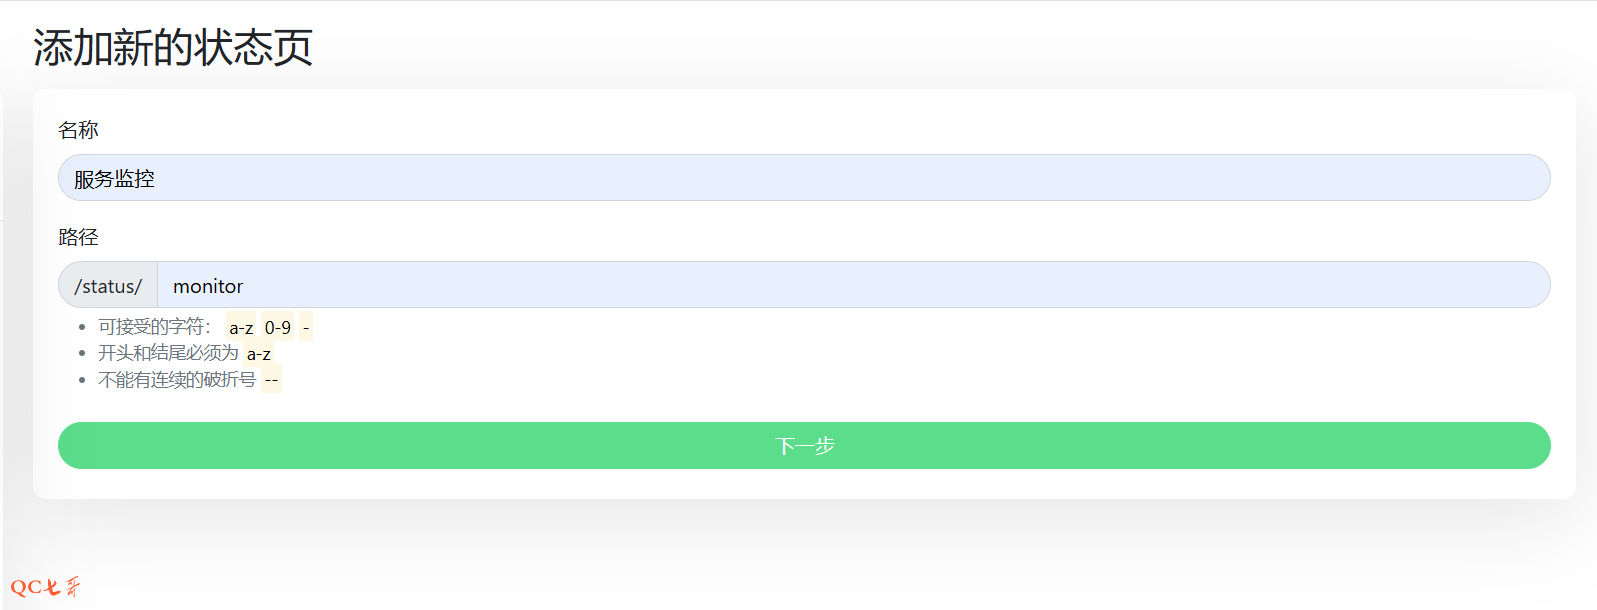 添加新的状态页
名称
服务监控
路径
/status/ monitor
可接受的字符： a-z 0-9 -
开头和结尾必须为 a-z
不能有连续的破折号 --
下一步
QC七哥